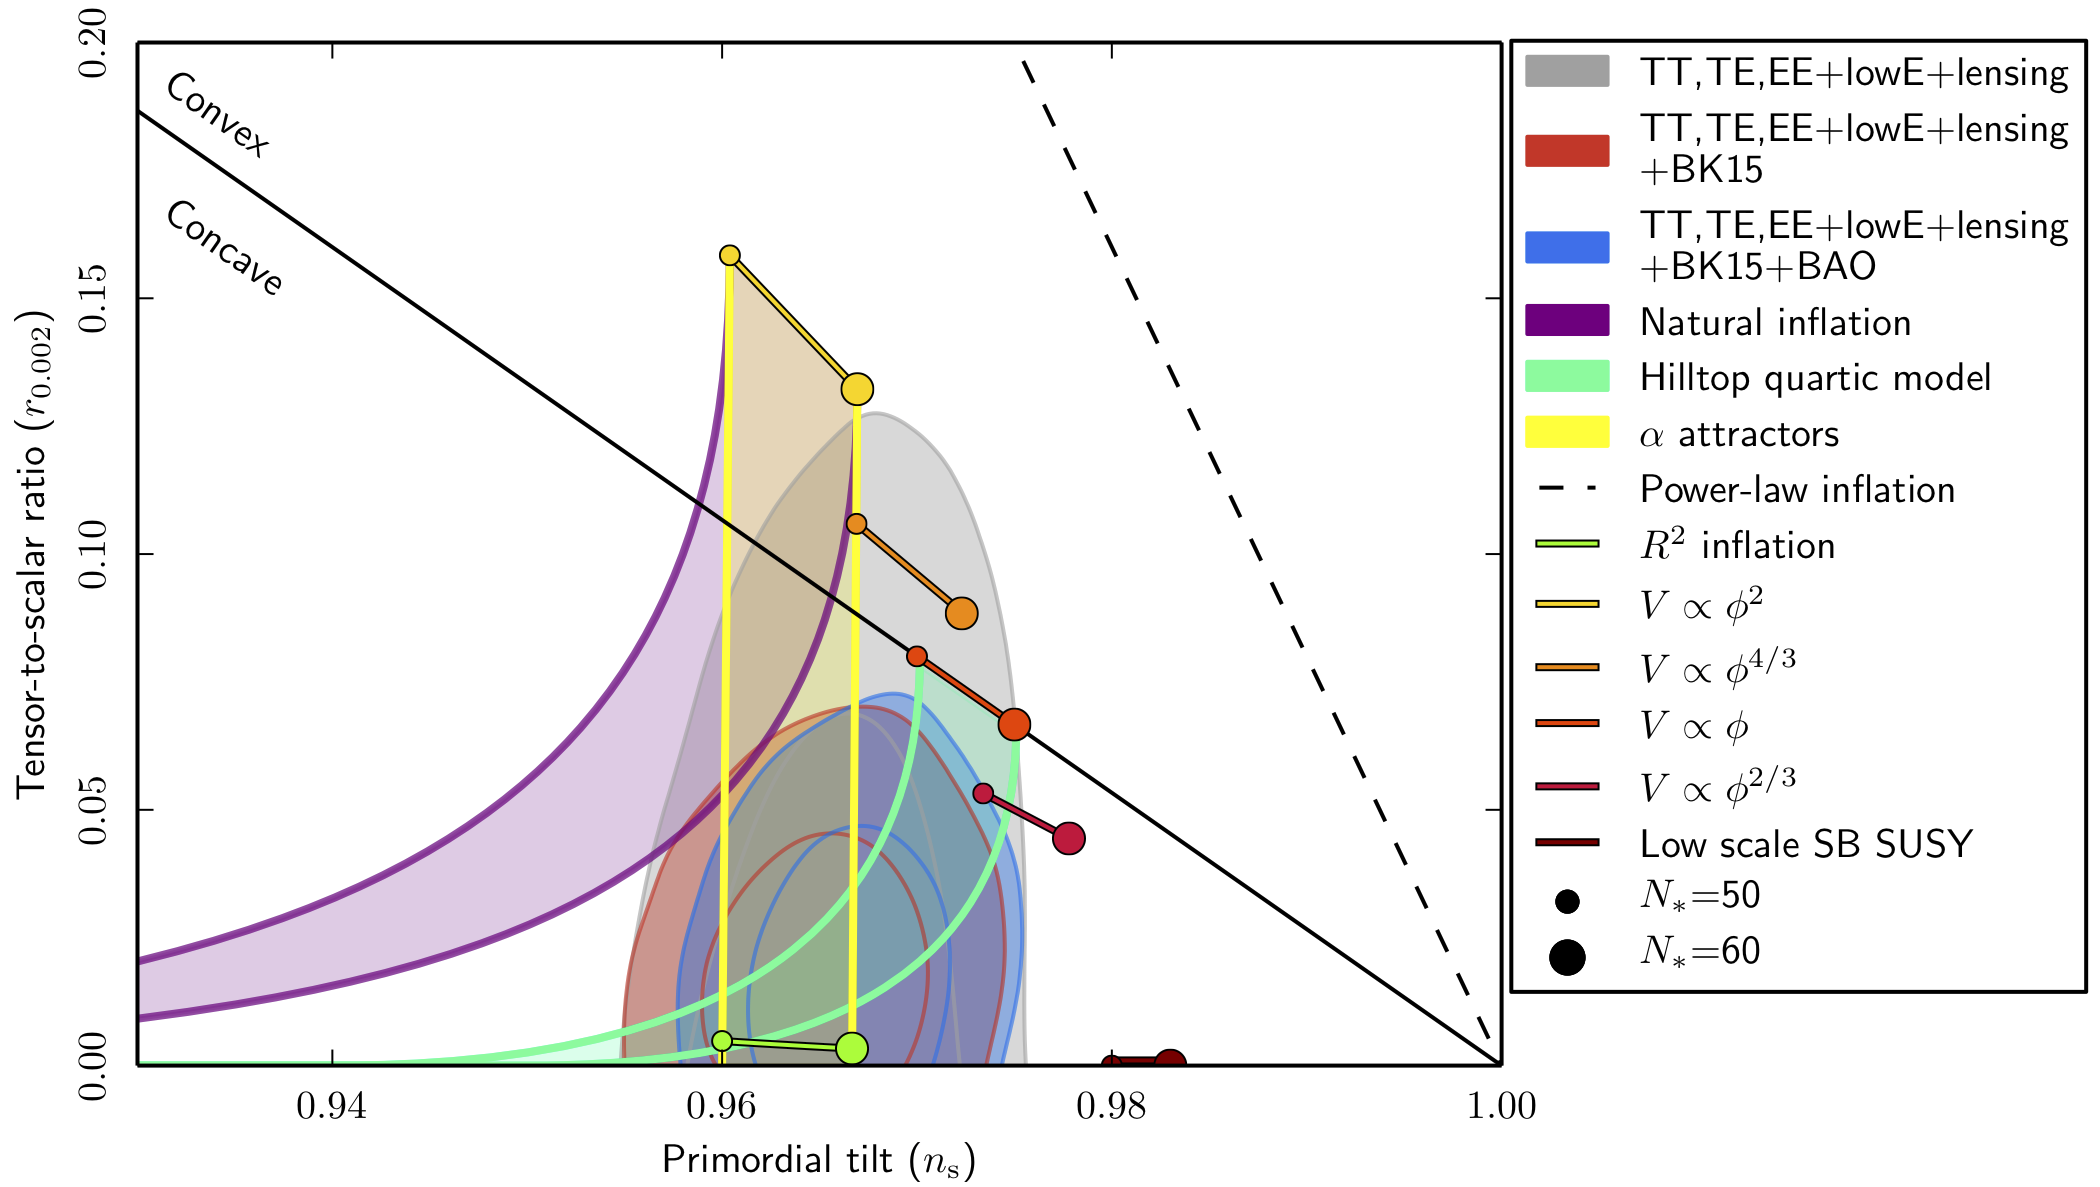 Tensor-to-scalar ratio (r₀.₀₀₂)
0.20
0.15
0.10
0.05
0.00
Convex
Concave
0.94
0.96
0.98
1.00
Primordial tilt (nₛ)
TT,TE,EE+lowE+lensing
TT,TE,EE+lowE+lensing
+BK15
TT,TE,EE+lowE+lensing
+BK15+BAO
Natural inflation
Hilltop quartic model
α attractors
Power-law inflation
R² inflation
V ∝ ϕ²
V ∝ ϕ^{4/3}
V ∝ ϕ
V ∝ ϕ^{2/3}
Low scale SB SUSY
N∗=50
N∗=60